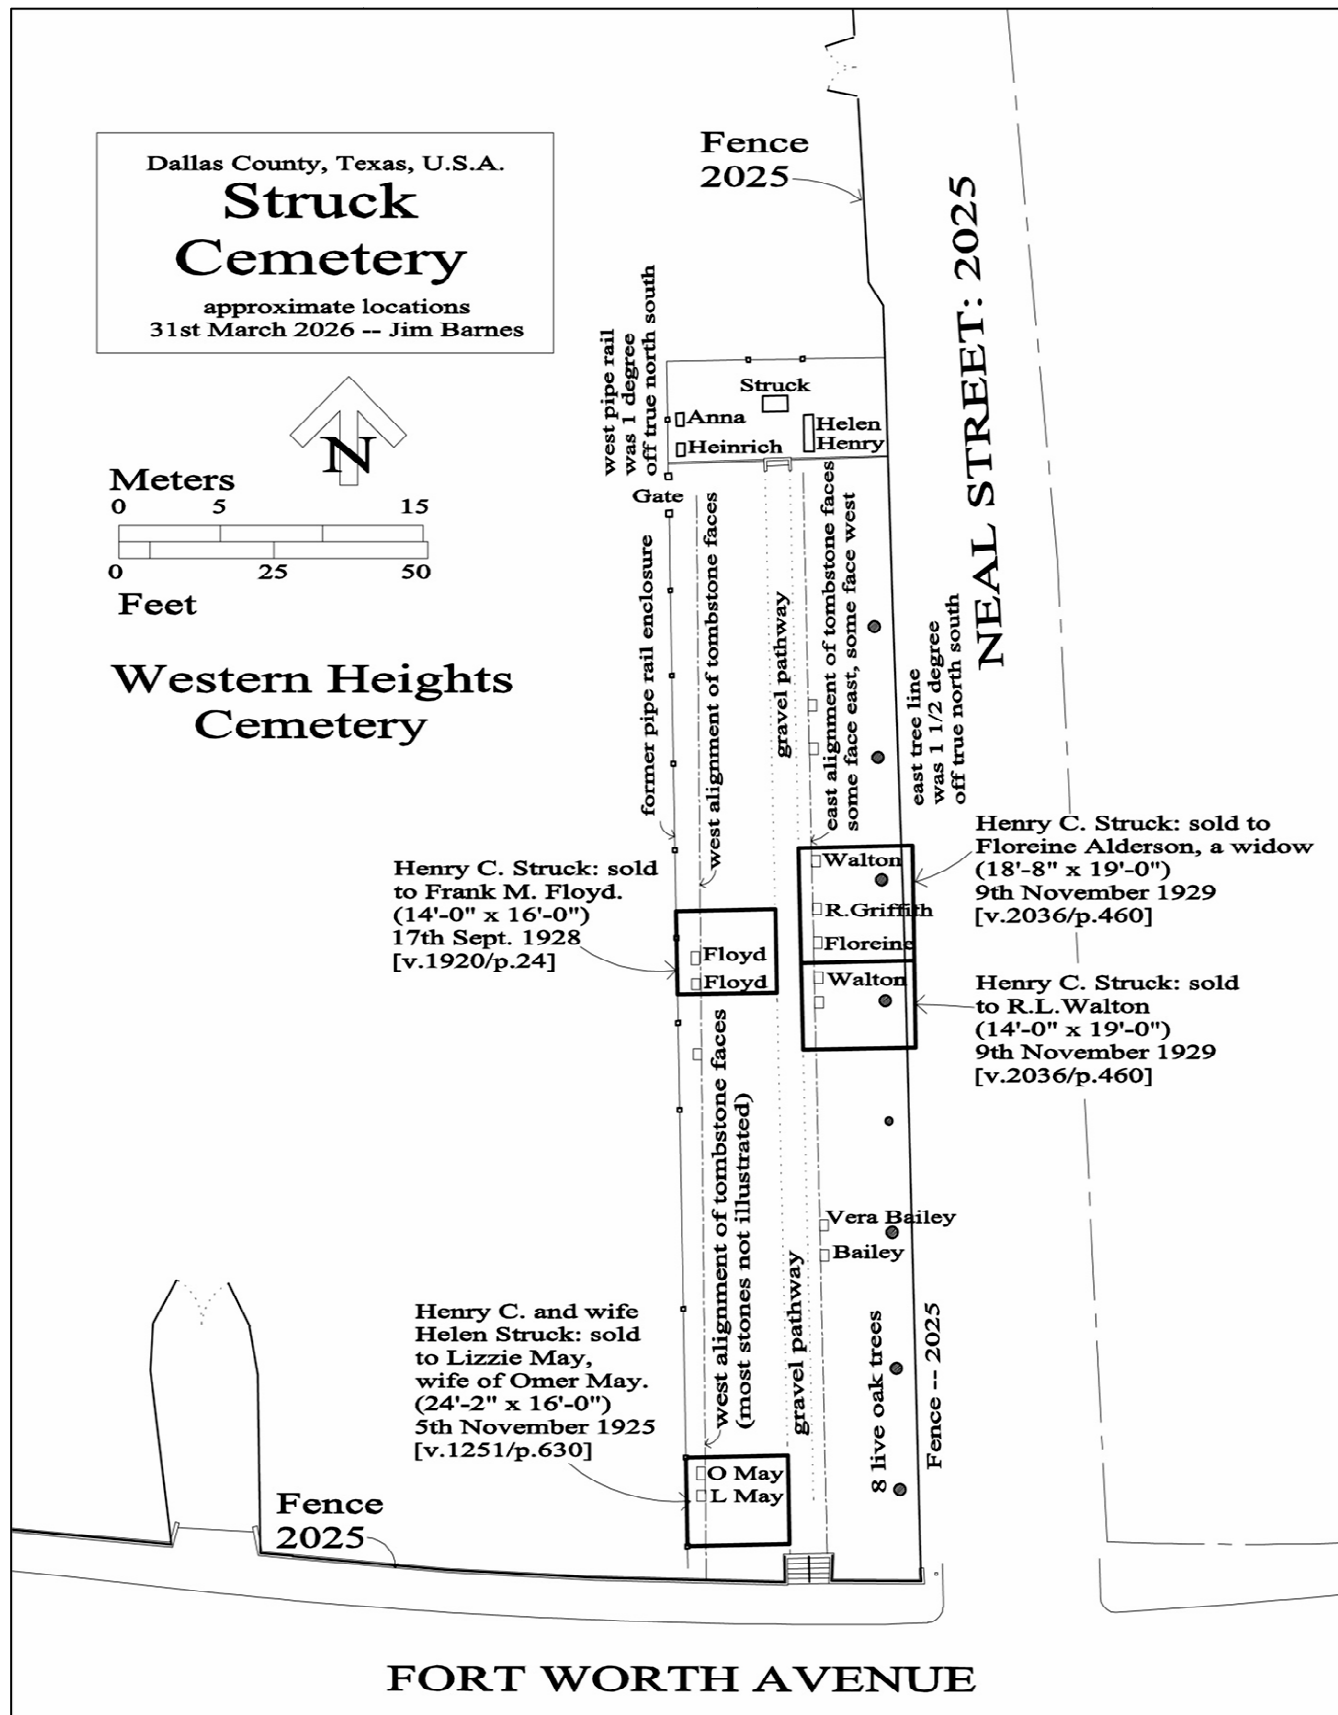 Dallas County, Texas, U.S.A.
Struck
Cemetery
approximate locations
31st March 2026 -- Jim Barnes
Fence
2025
NEAL STREET: 2025
west pipe rail
was 1 degree
off true north south
N
Meters
0 5 15
0 25 50
Feet
Western Heights
Cemetery
Struck
Anna
Heinrich
Helen
Henry
Gate
former pipe rail enclosure
west alignment of tombstone faces
gravel pathway
east alignment of tombstone faces
some face east, some face west
east tree line
was 1 1/2 degree
off true north south
Henry C. Struck: sold to
Floreine Alderson, a widow
(18'-8" x 19'-0")
9th November 1929
[v.2036/p.460]
Henry C. Struck: sold
to Frank M. Floyd.
(14'-0" x 16'-0")
17th Sept. 1928
[v.1920/p.24]
Walton
R.Griffith
Floreine
Floyd
Floyd
Walton
Henry C. Struck: sold
to R.L.Walton
(14'-0" x 19'-0")
9th November 1929
[v.2036/p.460]
west alignment of tombstone faces
(most stones not illustrated)
Vera Bailey
Bailey
gravel pathway
8 live oak trees
Fence -- 2025
Henry C. and wife
Helen Struck: sold
to Lizzie May,
wife of Omer May.
(24'-2" x 16'-0")
5th November 1925
[v.1251/p.630]
O May
L May
Fence
2025
FORT WORTH AVENUE